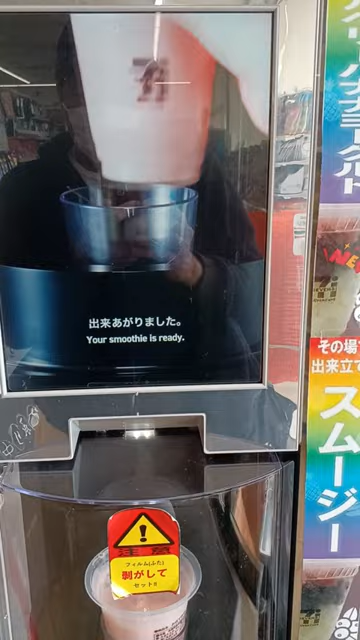 出来あがりました。
Your smoothie is ready.
その場で
出来立て
スムージー
注意
フィルム(ふた)
剥がして
セット!!